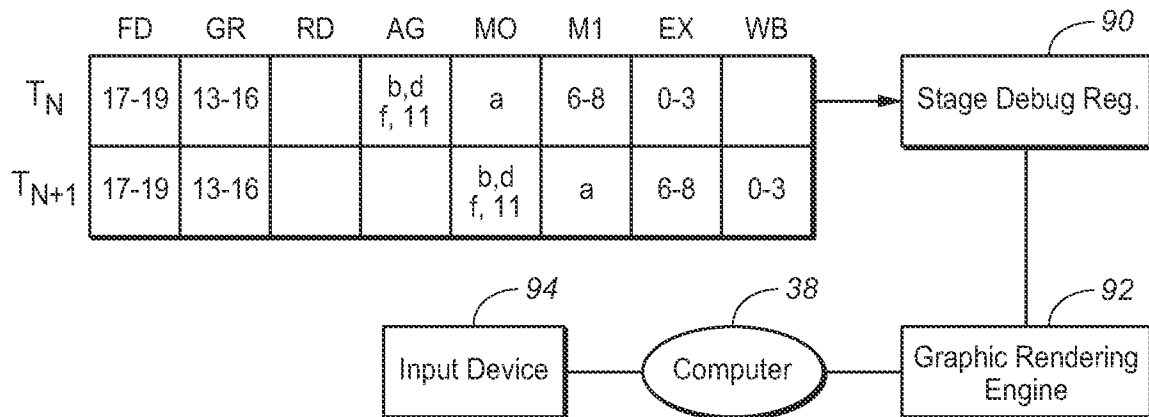 FD GR RD AG MO M1 EX WB
90
TN 17-19 13-16 b,d f, 11 a 6-8 0-3
Stage Debug Reg.
TN+1 17-19 13-16 b,d f, 11 a 6-8 0-3
94 38 92
Input Device Computer Graphic Rendering
Engine